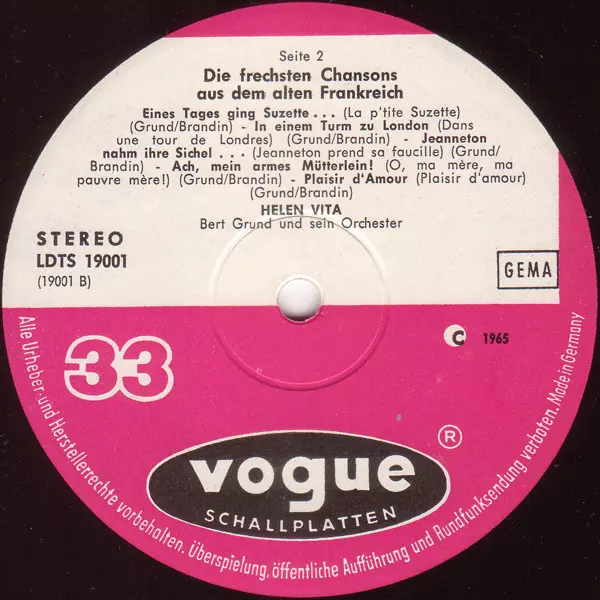 Seite 2
Die frechsten Chansons
aus dem alten Frankreich
Eines Tages ging Suzette... (La p'tite Suzette)
(Grund/Brandin) - In einem Turm zu London (Dans
une tour de Londres) (Grund/Brandin) - Jeanneton
nahm ihre Sichel ... (Jeanneton prend sa faucille) (Grund/
Brandin) - Ach, mein armes Mütterlein! (O, ma mère, ma
pauvre mère!) (Grund/Brandin) - Plaisir d'Amour (Plaisir d'amour)
(Grund/Brandin)
HELEN VITA
Bert Grund und sein Orchester
STEREO
LDTS 19001
(19001 B)
GEMA
33
C 1965
vogue ®
SCHALLPLATTEN
Alle Urheber- und Herstellerrechte vorbehalten. Überspielung, öffentliche Aufführung und Rundfunksendung verboten. Made in Germany